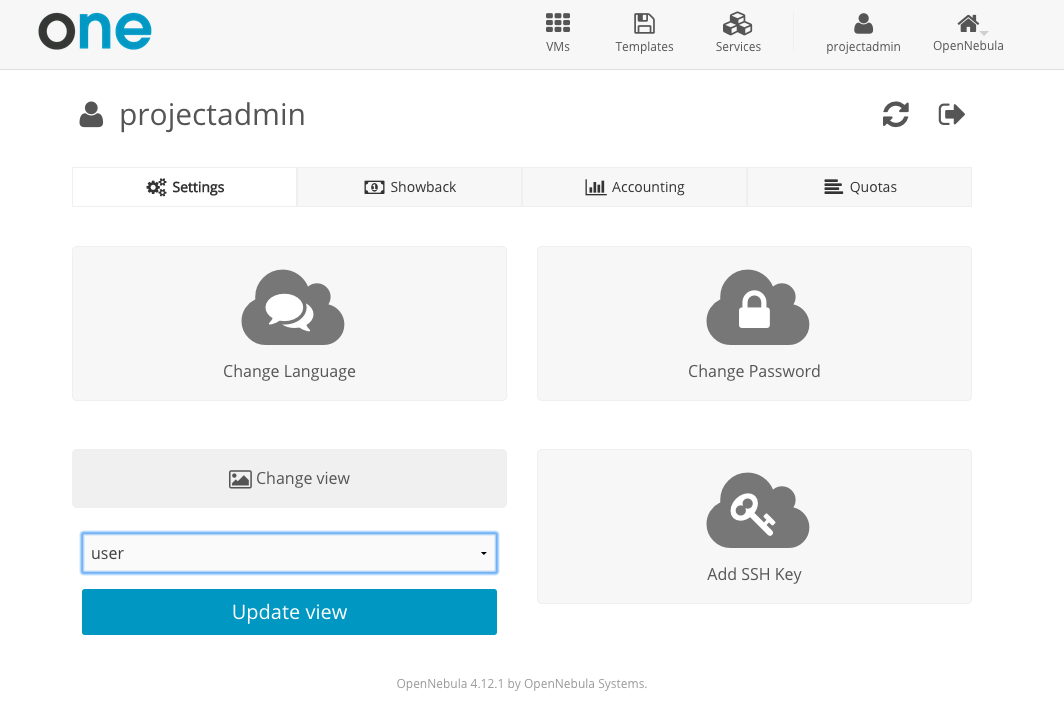 one
VMs
Templates
Services
projectadmin
OpenNebula
projectadmin
Settings
Showback
Accounting
Quotas
Change Language
Change Password
Change view
user
Update view
Add SSH Key
OpenNebula 4.12.1 by OpenNebula Systems.